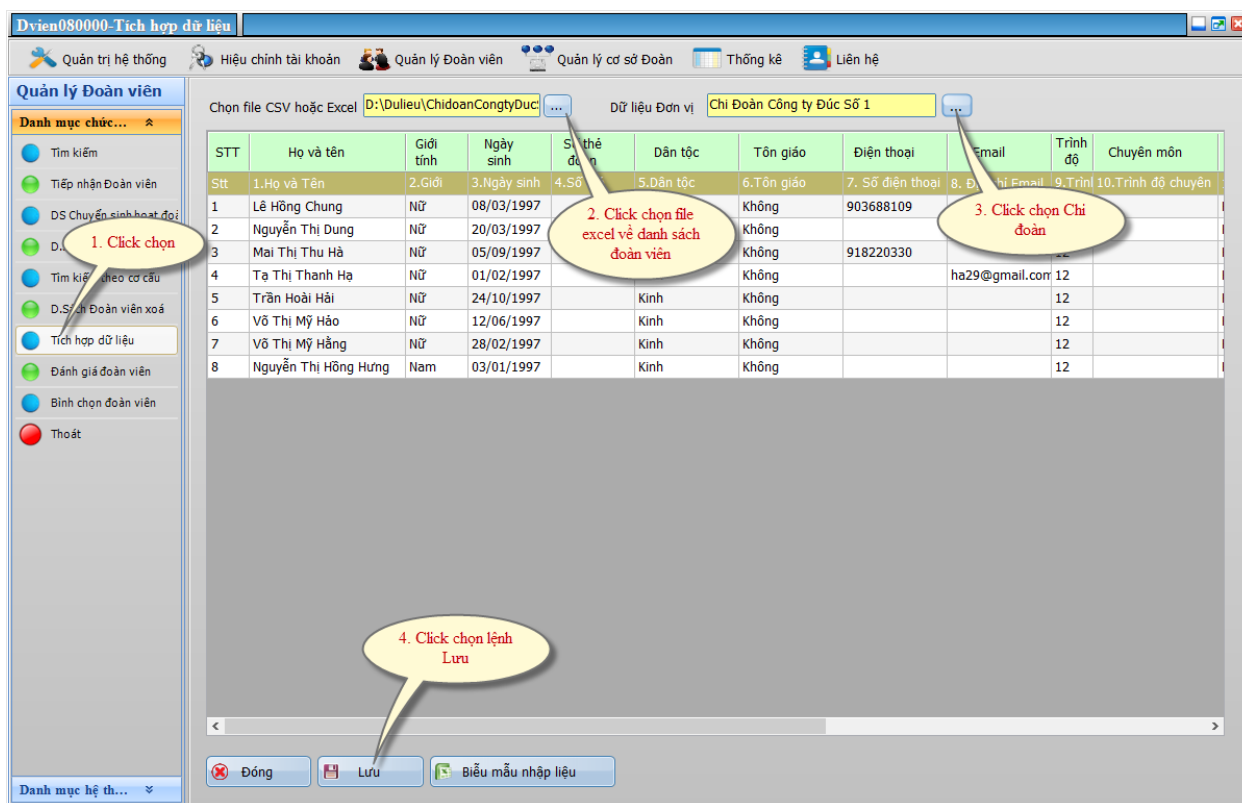 Dvien080000-Tích hợp dữ liệu
Quản trị hệ thống Hiệu chỉnh tài khoản Quản lý Đoàn viên Quản lý cơ sở Đoàn Thống kê Liên hệ
Quản lý Đoàn viên
Danh mục chức...
Tìm kiếm
Tiếp nhận Đoàn viên
DS Chuyển sinh hoạt
Tìm theo cơ cấu
D.Sách Đoàn viên xoá
Tích hợp dữ liệu
Đánh giá đoàn viên
Bình chọn đoàn viên
Thoát
Danh mục hệ th...
Chọn file CSV hoặc Excel D:\Dulieu\ChidoanCongtyDuc ... Dữ liệu Đơn vị Chi Đoàn Công ty Đúc Số 1 ...
STT Họ và tên Giới tính Ngày sinh Số thẻ Dân tộc Tôn giáo Điện thoại Email Trình độ Chuyên môn
Stt 1.Họ và Tên 2.Giới 3.Ngày sinh 4.Số 5.Dân tộc 6.Tôn giáo 7. Số điện thoại 8. Email 10.Trình độ chuyên
1 Lê Hồng Chung Nữ 08/03/1997 Không 903688109
2 Nguyễn Thị Dung Nữ 20/03/1997 Không
3 Mai Thị Thu Hà Nữ 05/09/1997 Không 918220330 12
4 Tạ Thị Thanh Hạ Nữ 01/02/1997 Không ha29@gmail.com 12
5 Trần Hoài Hải Nữ 24/10/1997 Kinh Không 12
6 Võ Thị Mỹ Hảo Nữ 12/06/1997 Kinh Không 12
7 Võ Thị Mỹ Hằng Nữ 28/02/1997 Kinh Không 12
8 Nguyễn Thị Hồng Hưng Nam 03/01/1997 Kinh Không 12
1. Click chọn
2. Click chọn file
excel về danh sách
đoàn viên
3. Click chọn Chi
đoàn
4. Click chọn lệnh
Lưu
Đóng Lưu Biểu mẫu nhập liệu